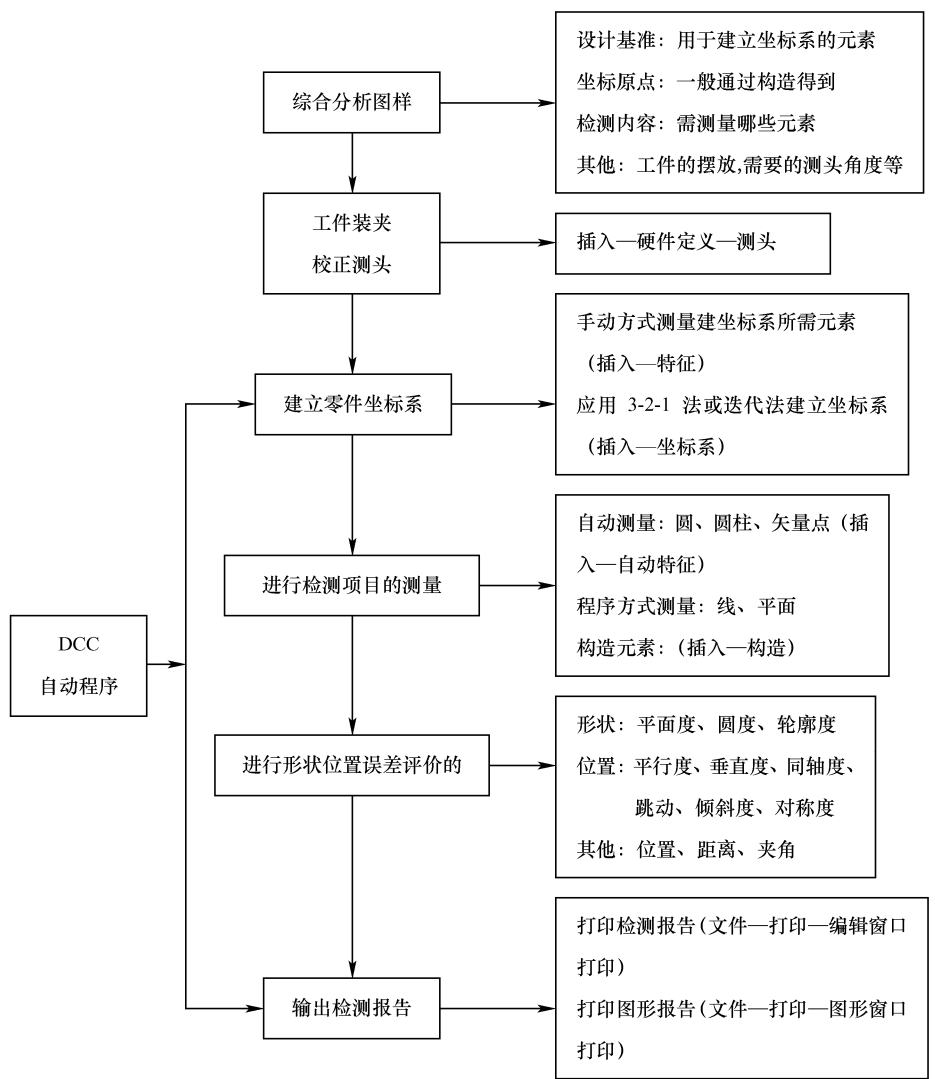 综合分析图样
设计基准：用于建立坐标系的元素
坐标原点：一般通过构造得到
检测内容：需测量哪些元素
其他：工件的摆放,需要的测头角度等
工件装夹
校正测头
插入—硬件定义—测头
建立零件坐标系
手动方式测量建坐标系所需元素
（插入—特征）
应用 3-2-1 法或迭代法建立坐标系
（插入—坐标系）
进行检测项目的测量
自动测量：圆、圆柱、矢量点（插
入—自动特征）
程序方式测量：线、平面
构造元素：（插入—构造）
DCC
自动程序
进行形状位置误差评价的
形状：平面度、圆度、轮廓度
位置：平行度、垂直度、同轴度、
跳动、倾斜度、对称度
其他：位置、距离、夹角
输出检测报告
打印检测报告(文件—打印—编辑窗口
打印）
打印图形报告(文件—打印—图形窗口
打印）